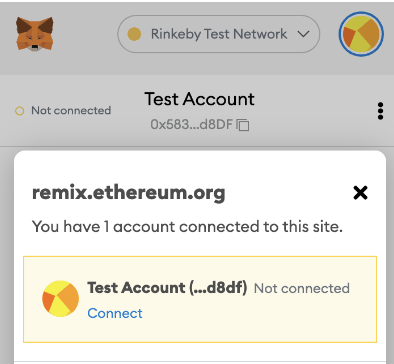 Rinkeby Test Network
Not connected
Test Account
0x583...d8DF
remix.ethereum.org
You have 1 account connected to this site.
Test Account (...d8df) Not connected
Connect